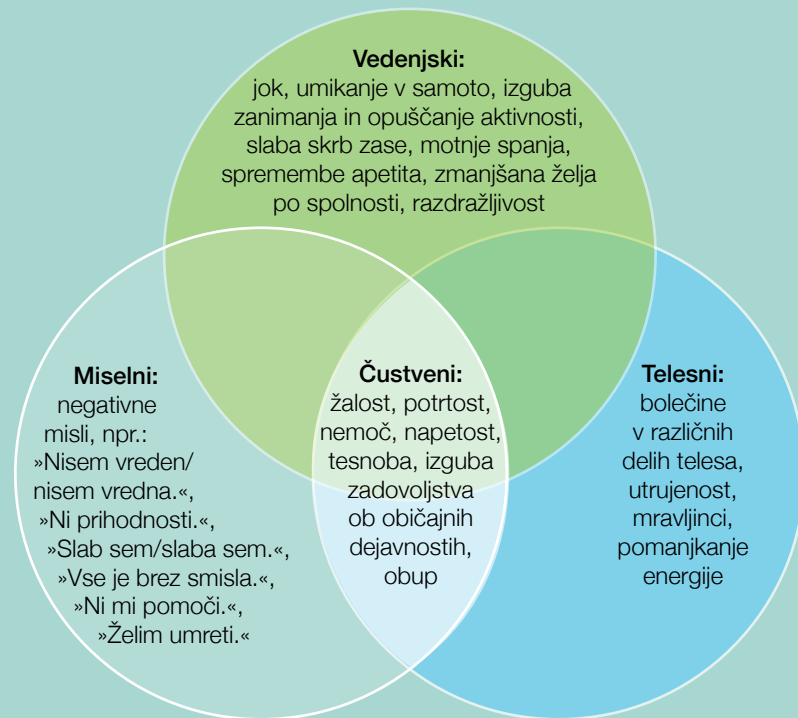 Vedenjski:
jok, umikanje v samoto, izguba
zanimanja in opuščanje aktivnosti,
slaba skrb zase, motnje spanja,
spremembe apetita, zmanjšana želja
po spolnosti, razdražljivost
Miselni:
negativne
misli, npr.:
»Nisem vreden/
nisem vredna.«,
»Ni prihodnosti.«,
»Slab sem/slaba sem.«,
»Vse je brez smisla.«,
»Ni mi pomoči.«,
»Želim umreti.«
Čustveni:
žalost, potrtost,
nemoč, napetost,
tesnoba, izguba
zadovoljstva
ob običajnih
dejavnostih,
obup
Telesni:
bolečine
v različnih
delih telesa,
utrujenost,
mravljinci,
pomanjkanje
energije